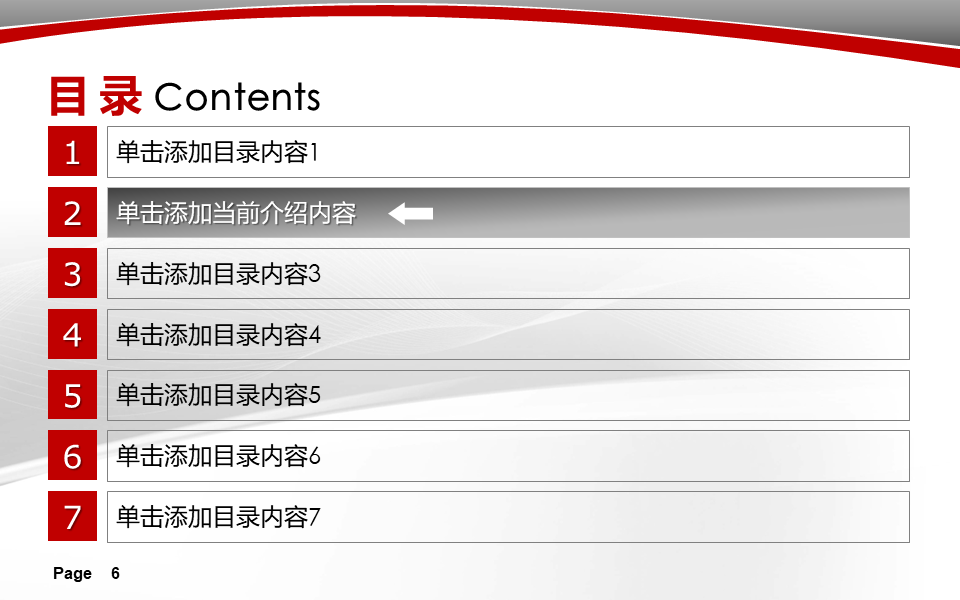 目录 Contents
1 单击添加目录内容1
2 单击添加当前介绍内容
3 单击添加目录内容3
4 单击添加目录内容4
5 单击添加目录内容5
6 单击添加目录内容6
7 单击添加目录内容7
Page 6